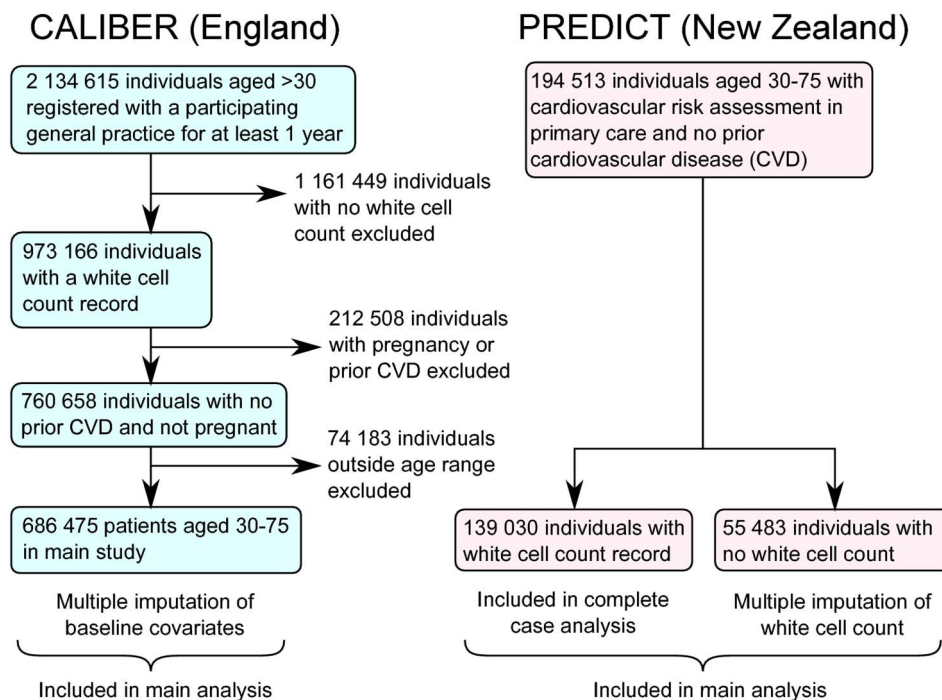 CALIBER (England)
2 134 615 individuals aged >30
registered with a participating
general practice for at least 1 year
1 161 449 individuals
with no white cell
count excluded
973 166 individuals
with a white cell
count record
212 508 individuals
with pregnancy or
prior CVD excluded
760 658 individuals with no
prior CVD and not pregnant
74 183 individuals
outside age range
excluded
686 475 patients aged 30-75
in main study
Multiple imputation of
baseline covariates
Included in main analysis
PREDICT (New Zealand)
194 513 individuals aged 30-75 with
cardiovascular risk assessment in
primary care and no prior
cardiovascular disease (CVD)
139 030 individuals with
white cell count record
55 483 individuals with
no white cell count
Included in complete
case analysis
Multiple imputation of
white cell count
Included in main analysis